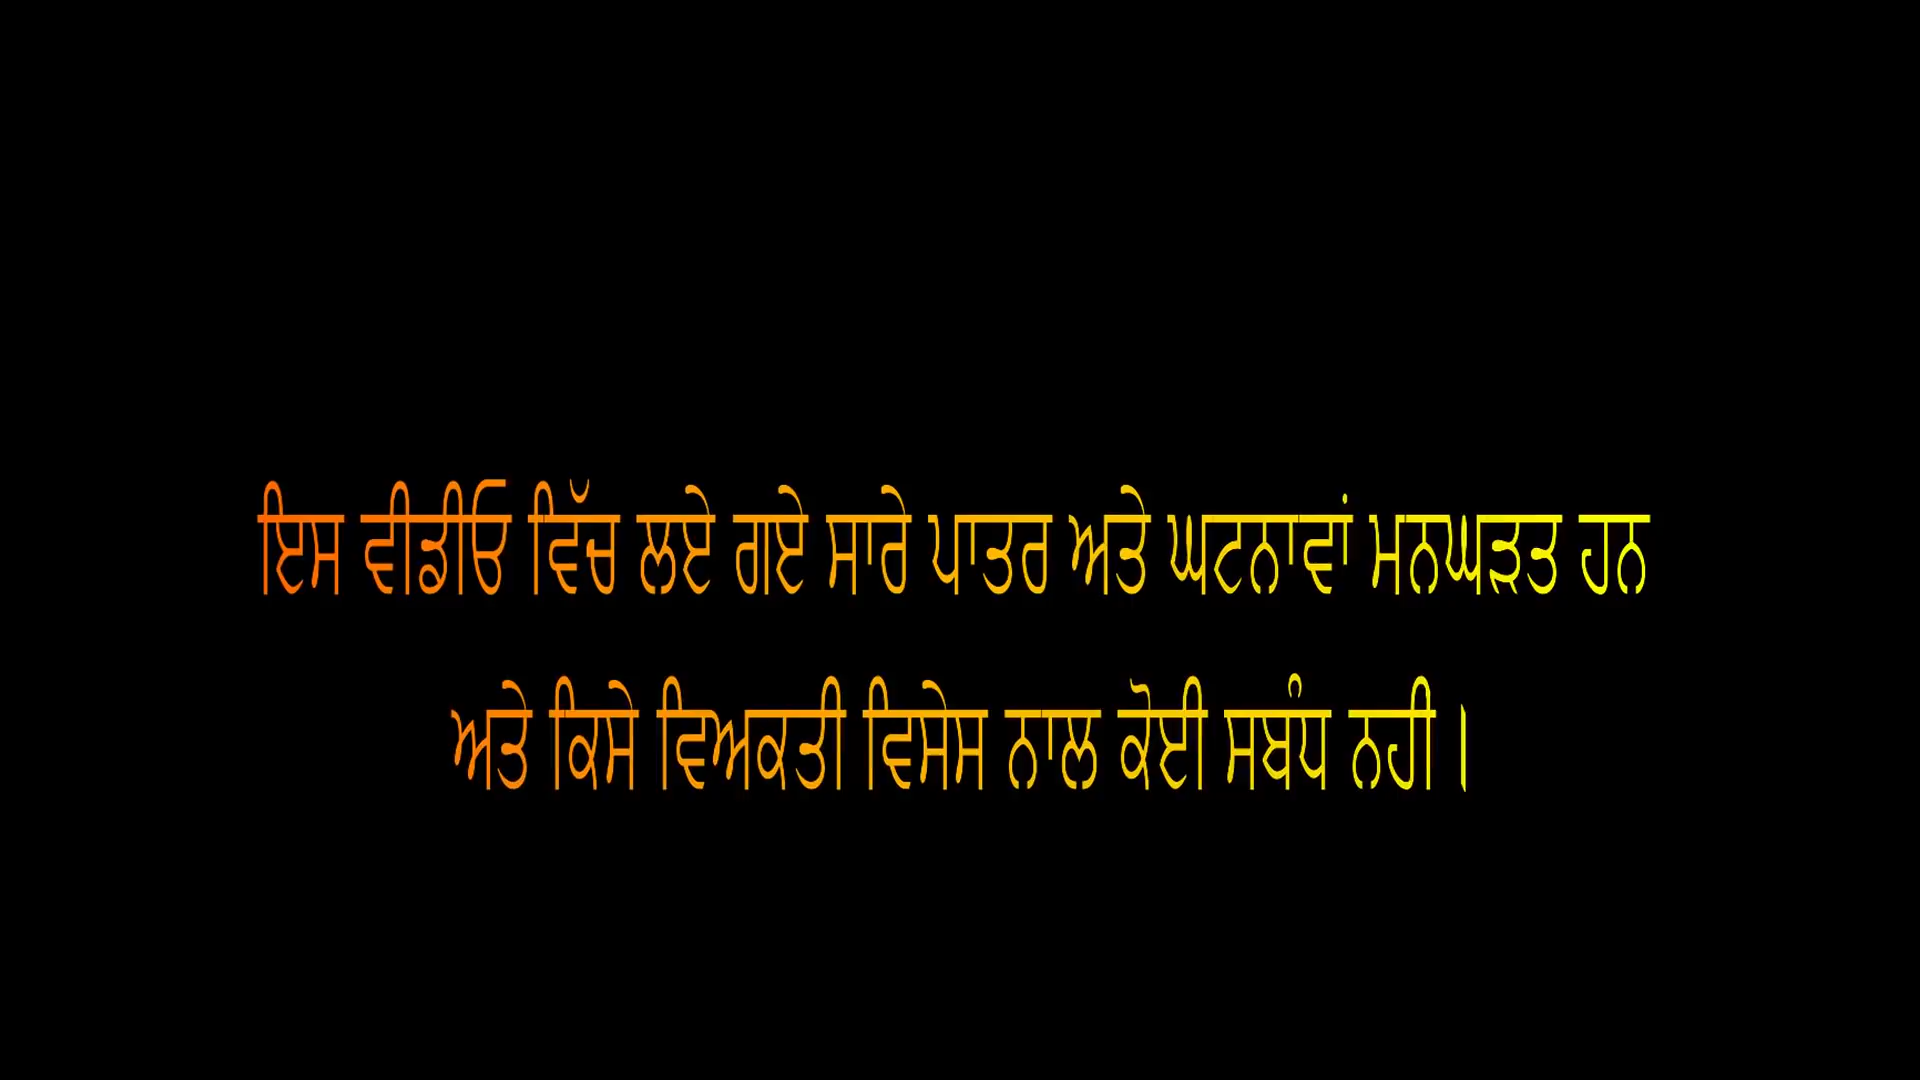 ਇਸ ਵੀਡੀਓ ਵਿੱਚ ਲਏ ਗਏ ਸਾਰੇ ਪਾਤਰ ਅਤੇ ਘਟਨਾਵਾਂ ਮਨਘੜਤ ਹਨ
ਅਤੇ ਕਿਸੇ ਵਿਅਕਤੀ ਵਿਸੇਸ ਨਾਲ ਕੋਈ ਸਬੰਧ ਨਹੀ।